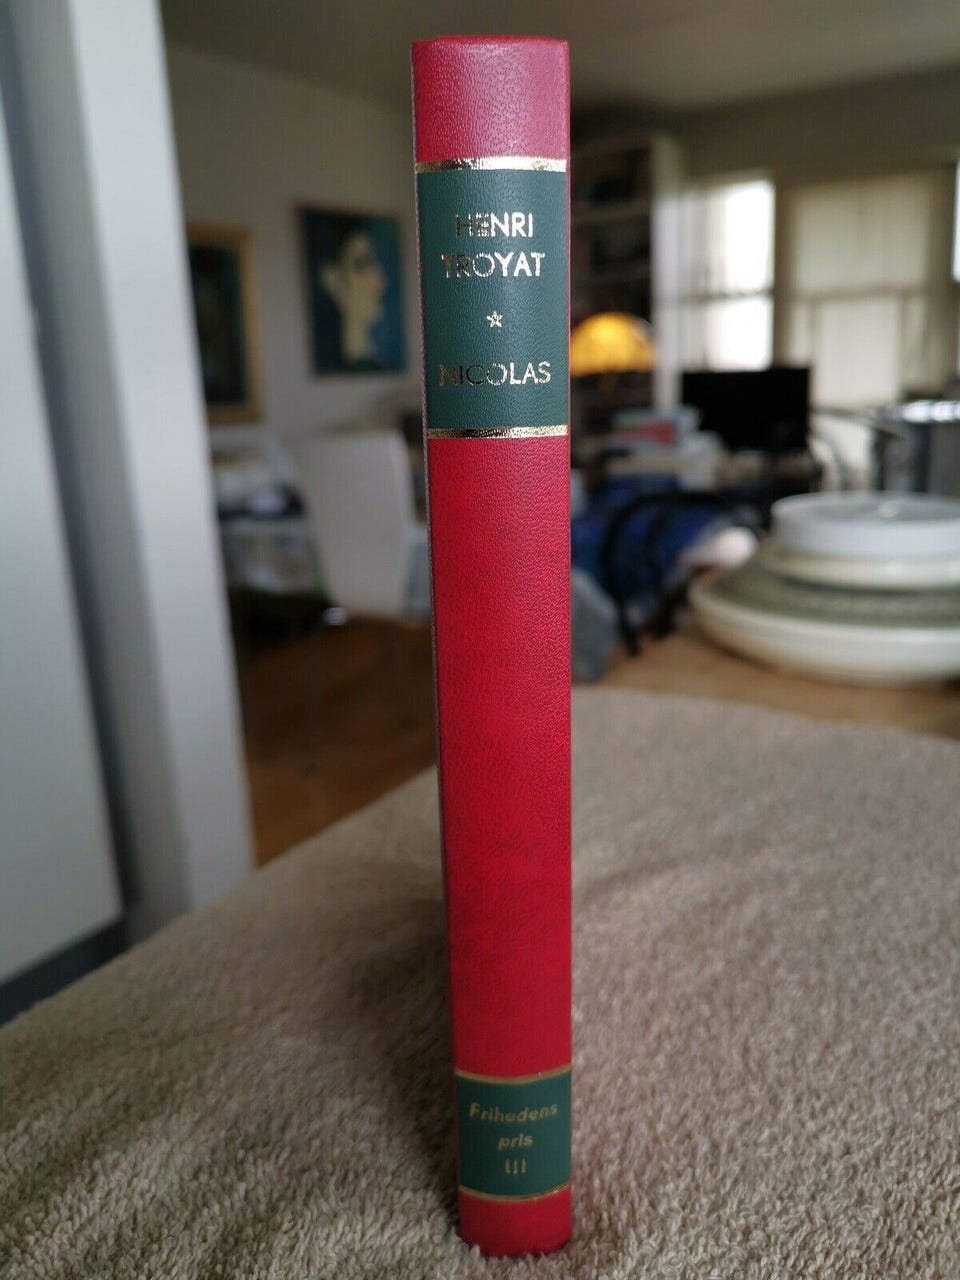 HENRI
TROYAT
NICOLAS
Frihedens
pris
III